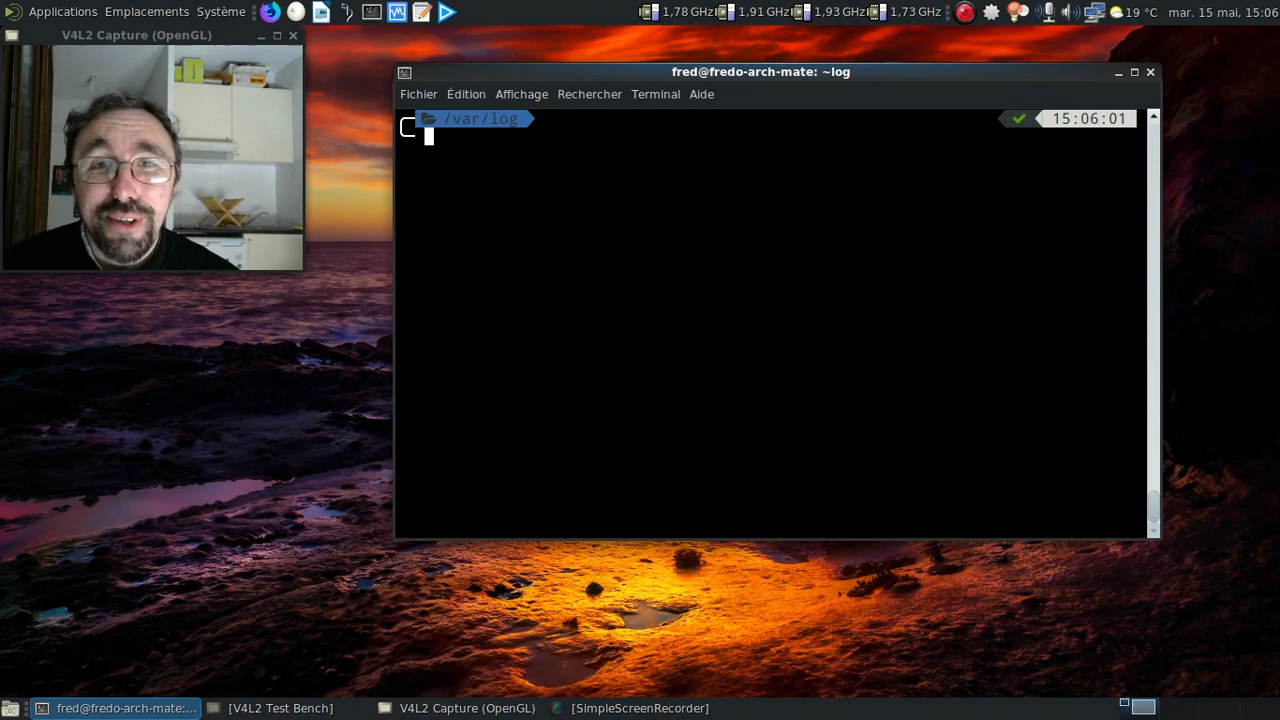 Applications Emplacements Système
1,78 GHz 1,91 GHz 1,93 GHz 1,73 GHz 19 °C mar. 15 mai, 15:06
V4L2 Capture (OpenGL)
fred@fredo-arch-mate: ~log
Fichier Édition Affichage Rechercher Terminal Aide
/var/log 15:06:01
fred@fredo-arch-mate:... [V4L2 Test Bench] V4L2 Capture (OpenGL) [SimpleScreenRecorder]